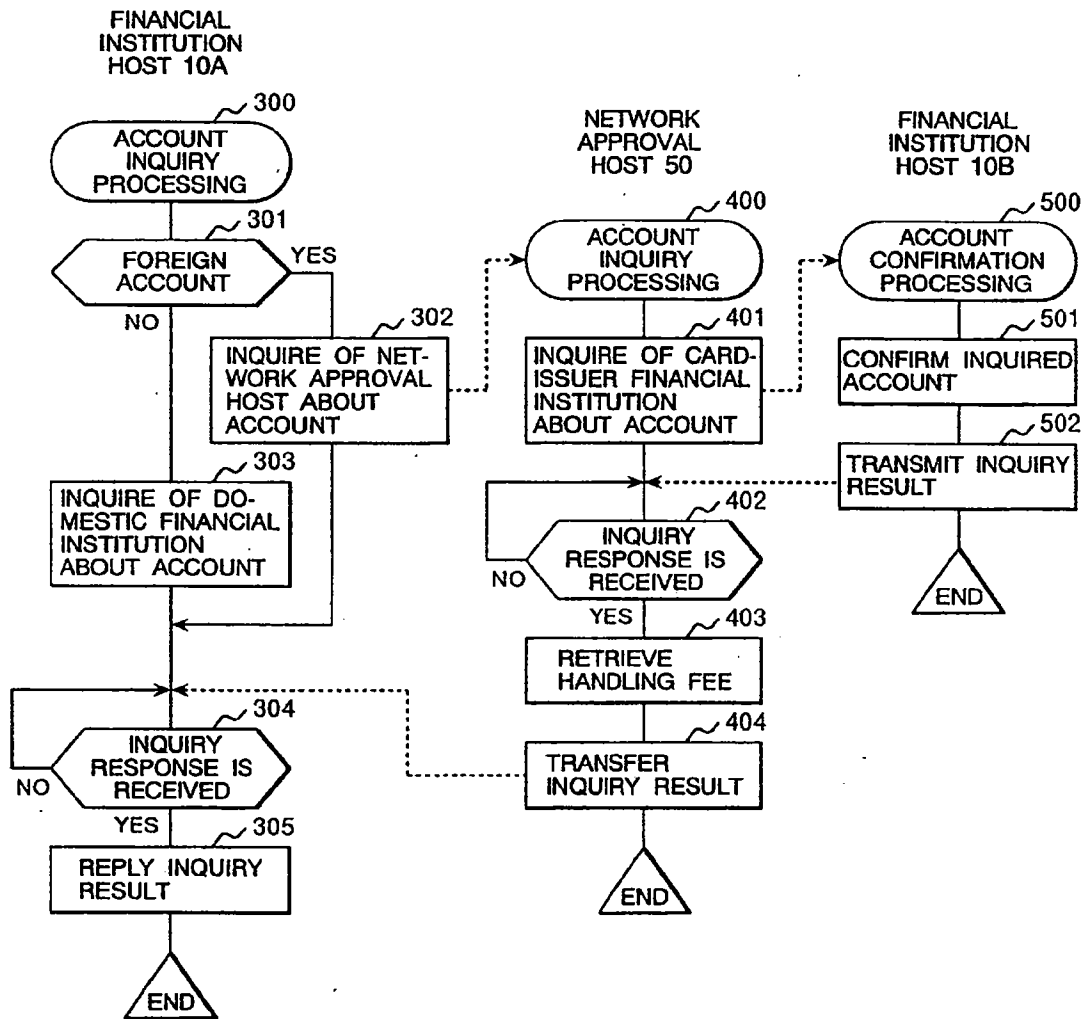 FINANCIAL
INSTITUTION
HOST 10A
300
ACCOUNT
INQUIRY
PROCESSING
301
FOREIGN
ACCOUNT
YES
NO
302
INQUIRE OF NET-
WORK APPROVAL
HOST ABOUT
ACCOUNT
303
INQUIRE OF DO-
MESTIC FINANCIAL
INSTITUTION
ABOUT ACCOUNT
304
INQUIRY
RESPONSE IS
RECEIVED
NO
YES
305
REPLY INQUIRY
RESULT
END
NETWORK
APPROVAL
HOST 50
400
ACCOUNT
INQUIRY
PROCESSING
401
INQUIRE OF CARD-
ISSUER FINANCIAL
INSTITUTION
ABOUT ACCOUNT
402
INQUIRY
RESPONSE IS
RECEIVED
NO
YES
403
RETRIEVE
HANDLING FEE
404
TRANSFER
INQUIRY RESULT
END
FINANCIAL
INSTITUTION
HOST 10B
500
ACCOUNT
CONFIRMATION
PROCESSING
501
CONFIRM INQUIRED
ACCOUNT
502
TRANSMIT INQUIRY
RESULT
END